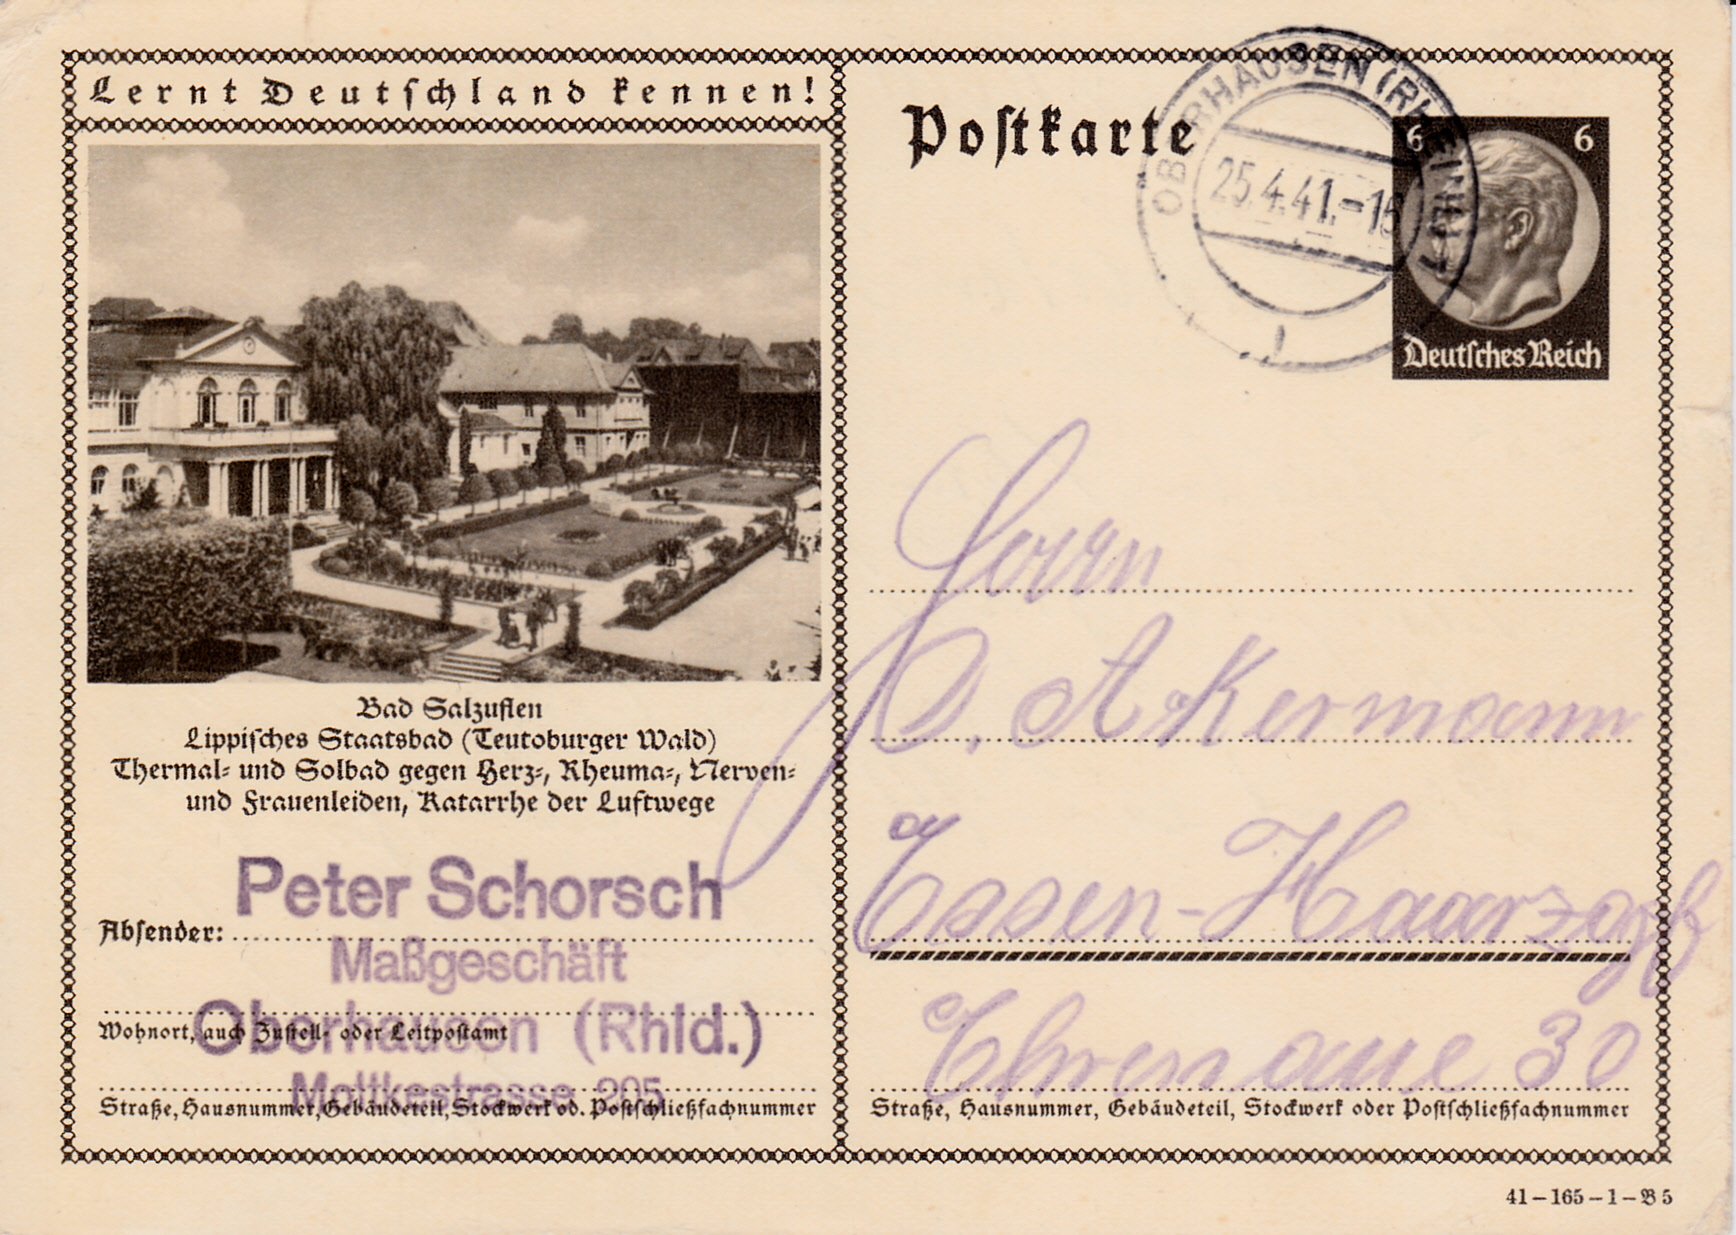 Lernt Deutschland kennen!
Bad Salzuflen
Lippisches Staatsbad (Teutoburger Wald)
Thermal- und Solbad gegen Herz-, Rheuma-, Nerven-
und Frauenleiden, Katarrhe der Luftwege
Peter Schorsch
Absender:
Maßgeschäft
Oberhausen (Rhld.)
Wohnort, auch Zustell- oder Leitpostamt
Moltkestrasse 205
Straße, Hausnummer, Gebäudeteil, Stockwerk od. Postschließfachnummer
Postkarte
OBERHAUSEN (RHEINL)
25.4.41.-
6 6
Deutsches Reich
Herrn
Akermann
Essen-Haarzopf
30
Straße, Hausnummer, Gebäudeteil, Stockwerk oder Postschließfachnummer
41-165-1-B 5